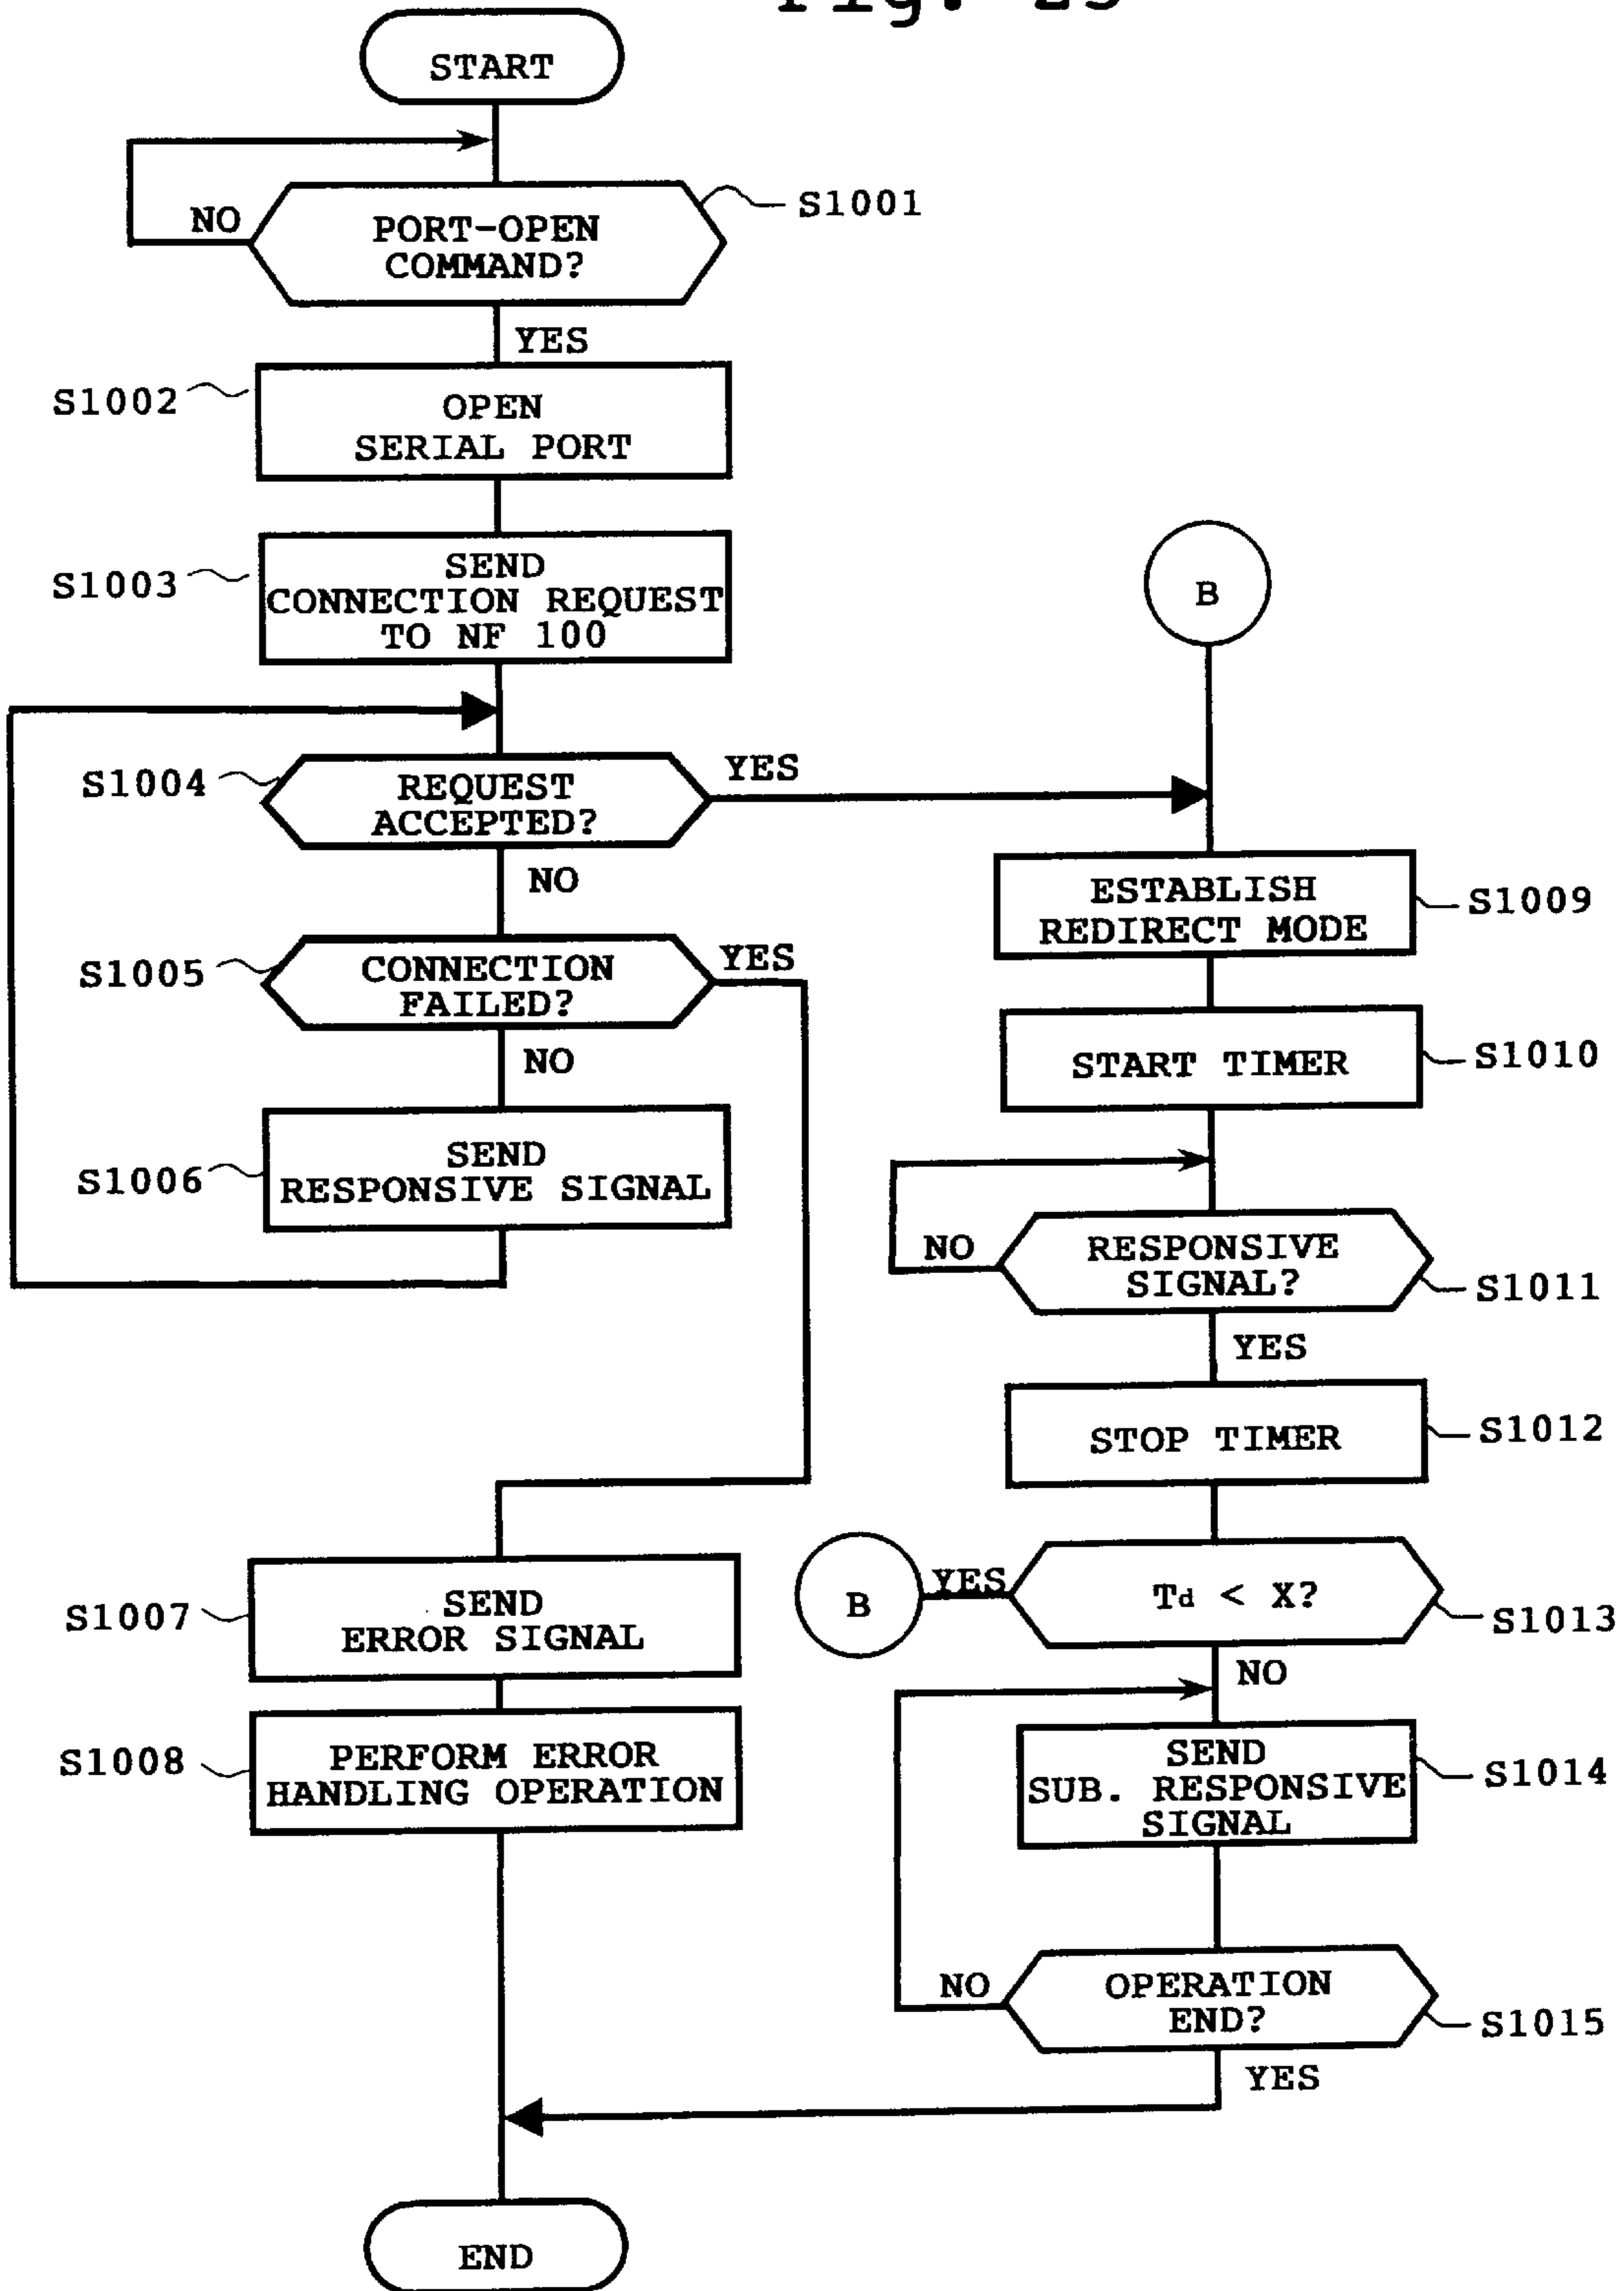 Fig.
START
NO
PORT-OPEN
COMMAND?
S1001
YES
S1002
OPEN
SERIAL PORT
S1003
SEND
CONNECTION REQUEST
TO NF 100
B
S1004
REQUEST
ACCEPTED?
YES
NO
ESTABLISH
REDIRECT MODE
S1009
S1005
CONNECTION
FAILED?
YES
NO
START TIMER
S1010
S1006
SEND
RESPONSIVE SIGNAL
NO
RESPONSIVE
SIGNAL?
S1011
YES
STOP TIMER
S1012
B
YES
Td < X?
S1013
NO
S1007
SEND
ERROR SIGNAL
S1008
PERFORM ERROR
HANDLING OPERATION
SEND
SUB. RESPONSIVE
SIGNAL
S1014
NO
OPERATION
END?
S1015
YES
END